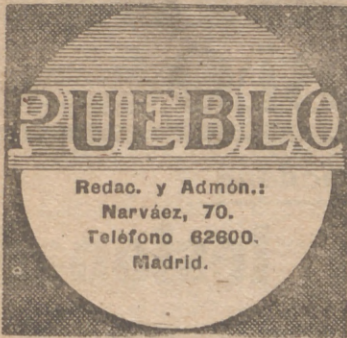 PUEBLO
Redac. y Admón.:
Narváez, 70.
Teléfono 62600.
Madrid.